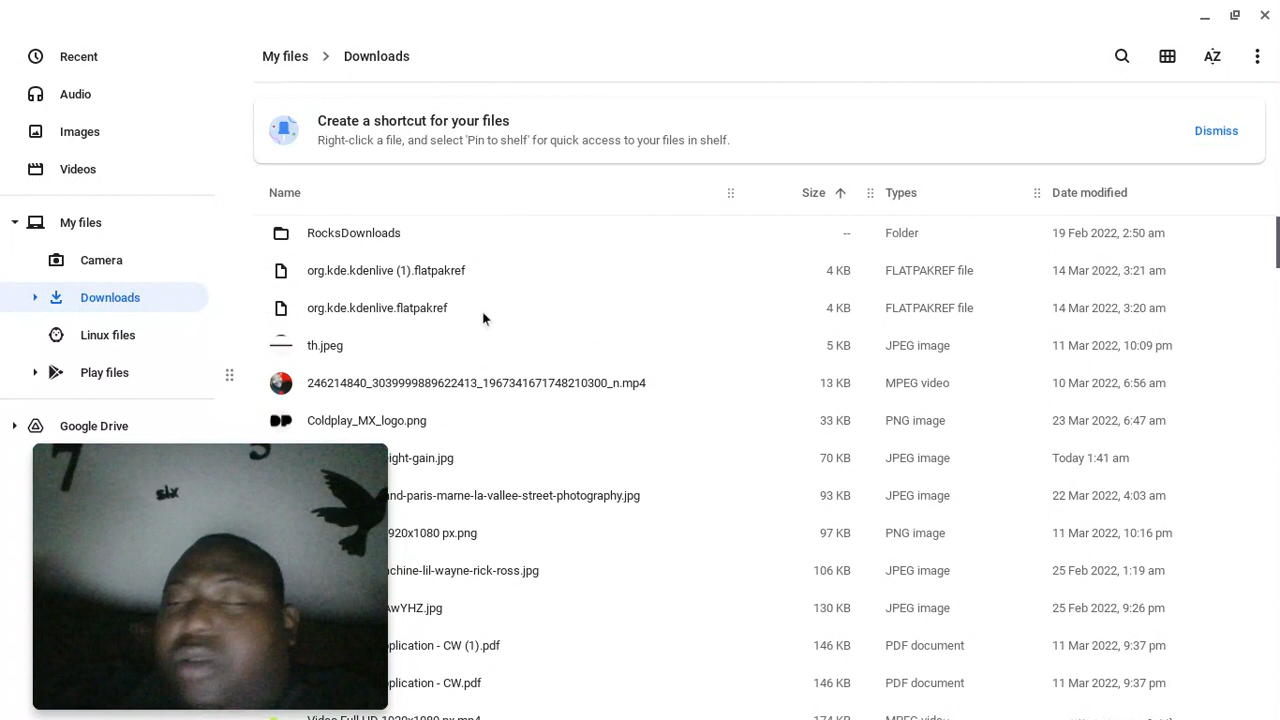 Recent
Audio
Images
Videos
My files
Camera
Downloads
Linux files
Play files
Google Drive
My files > Downloads
AZ
Create a shortcut for your files
Right-click a file, and select 'Pin to shelf' for quick access to your files in shelf.
Dismiss
Name Size Types Date modified
RocksDownloads -- Folder 19 Feb 2022, 2:50 am
org.kde.kdenlive (1).flatpakref 4 KB FLATPAKREF file 14 Mar 2022, 3:21 am
org.kde.kdenlive.flatpakref 4 KB FLATPAKREF file 14 Mar 2022, 3:20 am
th.jpeg 5 KB JPEG image 11 Mar 2022, 10:09 pm
246214840_3039999889622413_1967341671748210300_n.mp4 13 KB MPEG video 10 Mar 2022, 6:56 am
Coldplay_MX_logo.png 33 KB PNG image 23 Mar 2022, 6:47 am
ight-gain.jpg 70 KB JPEG image Today 1:41 am
nd-paris-marne-la-vallee-street-photography.jpg 93 KB JPEG image 22 Mar 2022, 4:03 am
920x1080 px.png 97 KB PNG image 11 Mar 2022, 10:16 pm
chine-lil-wayne-rick-ross.jpg 106 KB JPEG image 25 Feb 2022, 1:19 am
AwYHZ.jpg 130 KB JPEG image 25 Feb 2022, 9:26 pm
plication - CW (1).pdf 146 KB PDF document 11 Mar 2022, 9:37 pm
plication - CW.pdf 146 KB PDF document 11 Mar 2022, 9:37 pm
7
six